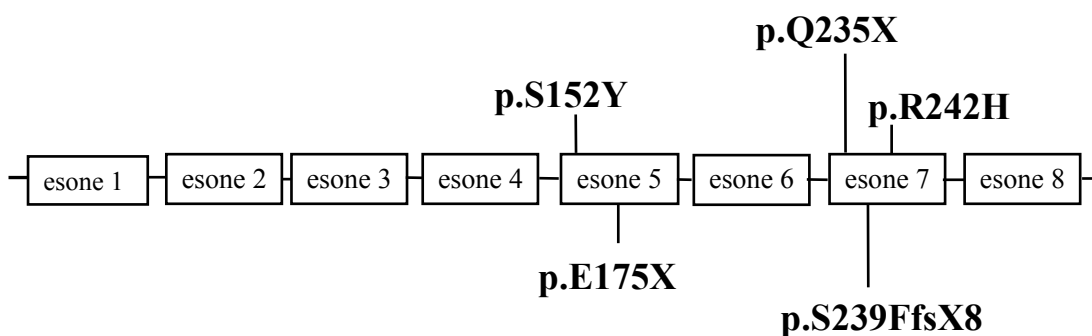 p.Q235X
p.S152Y
p.R242H
esone 1 esone 2 esone 3 esone 4 esone 5 esone 6 esone 7 esone 8
p.E175X
p.S239FfsX8